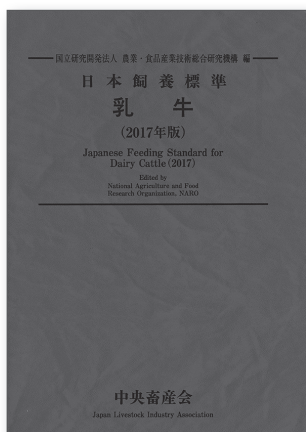 国立研究開発法人 農業・食品産業技術総合研究機構 編
日本飼養標準
乳 牛
(2017年版)
Japanese Feeding Standard for
Dairy Cattle(2017)
Edited by
National Agriculture and Food
Research Organization, NARO
中央畜産会
Japan Livestock Industry Association